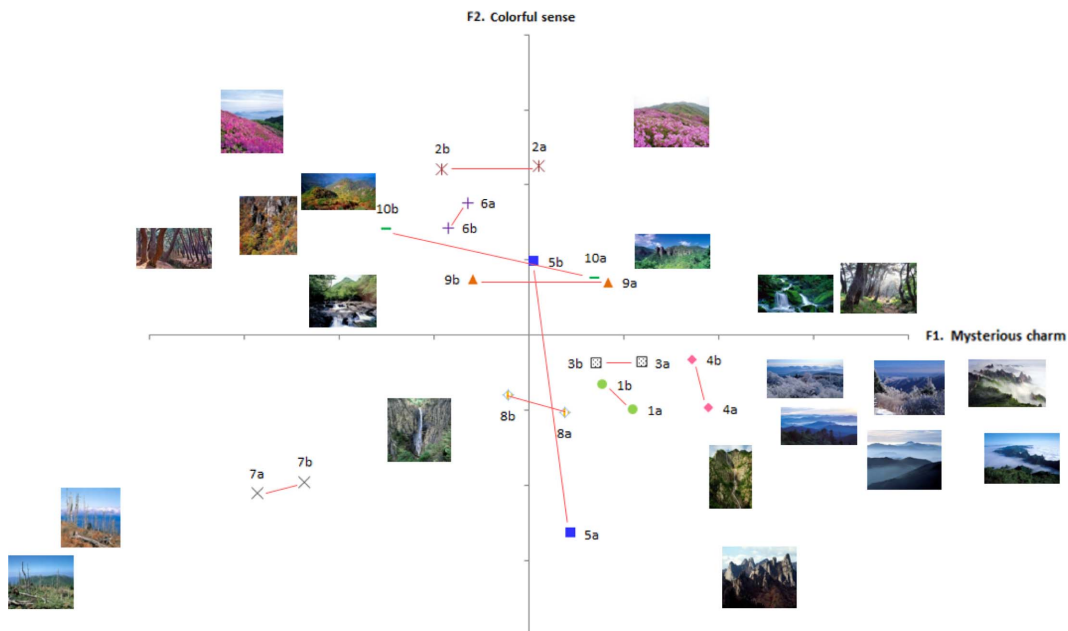 F2. Colorful sense
2b
2a
6a
10b
6b
10a
5b
9b
9a
F1. Mysterious charm
3b
3a
4b
1b
1a
4a
8b
8a
7a
7b
5a